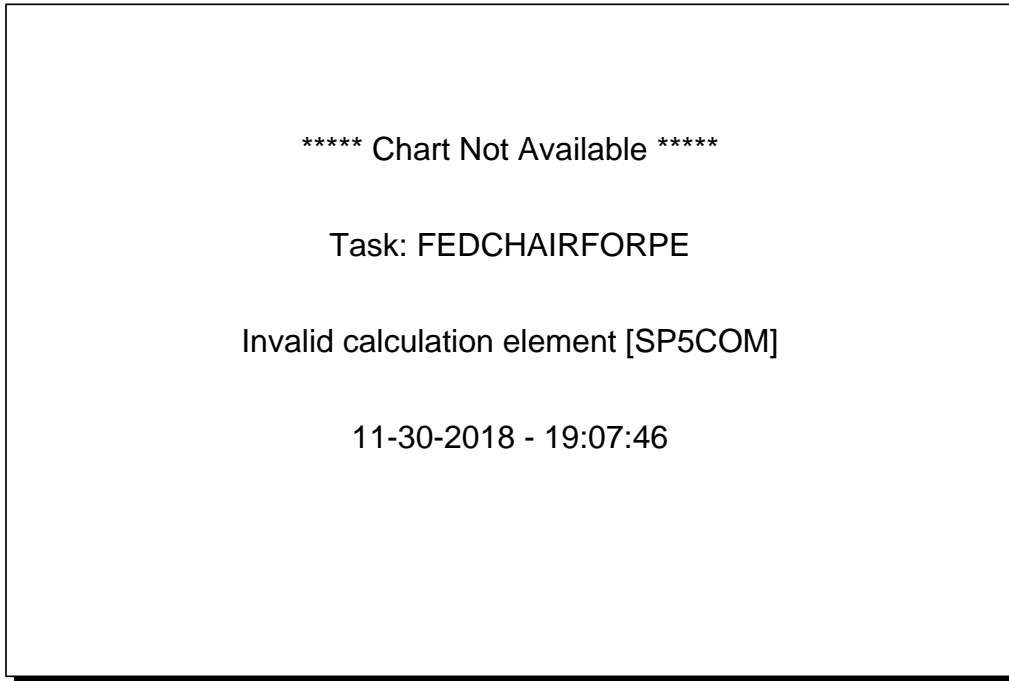 ***** Chart Not Available *****
Task: FEDCHAIRFORPE
Invalid calculation element [SP5COM]
11-30-2018 - 19:07:46